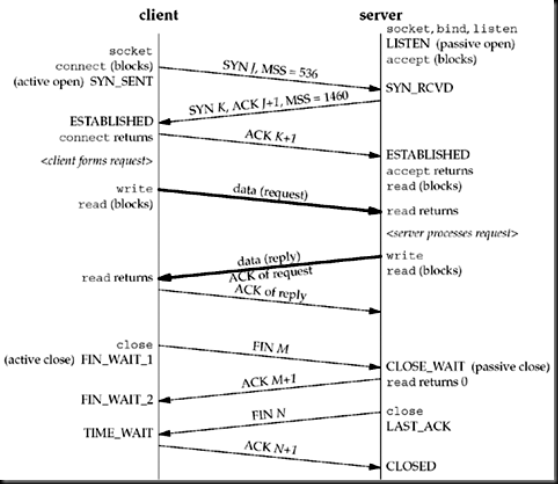 client
server
socket, bind, listen
LISTEN (passive open)
accept (blocks)
socket
connect (blocks)
(active open) SYN_SENT
SYN J, MSS = 536
SYN_RCVD
SYN K, ACK J+1, MSS = 1460
ESTABLISHED
connect returns
ACK K+1
<client forms request>
ESTABLISHED
accept returns
read (blocks)
write
read (blocks)
data (request)
read returns
<server processes request>
write
read (blocks)
data (reply)
ACK of request
read returns
ACK of reply
close
(active close) FIN_WAIT_1
FIN M
CLOSE_WAIT (passive close)
read returns 0
ACK M+1
FIN_WAIT_2
close
LAST_ACK
FIN N
TIME_WAIT
ACK N+1
CLOSED